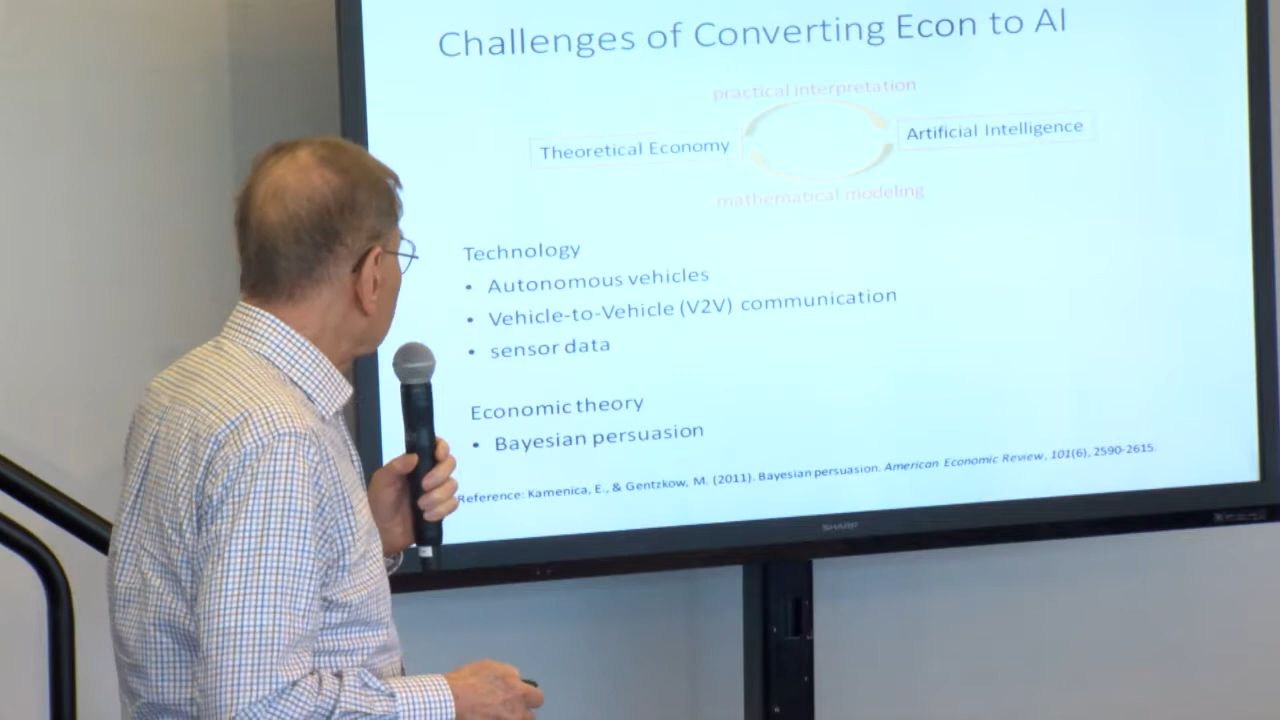 Challenges of Converting Econ to AI
practical interpretation
Theoretical Economy
Artificial Intelligence
mathematical modeling
Technology
• Autonomous vehicles
• Vehicle-to-Vehicle (V2V) communication
• sensor data
Economic theory
• Bayesian persuasion
Reference: Kamenica, E., & Gentzkow, M. (2011). Bayesian persuasion. American Economic Review, 101(6), 2590-2615.
SHARP